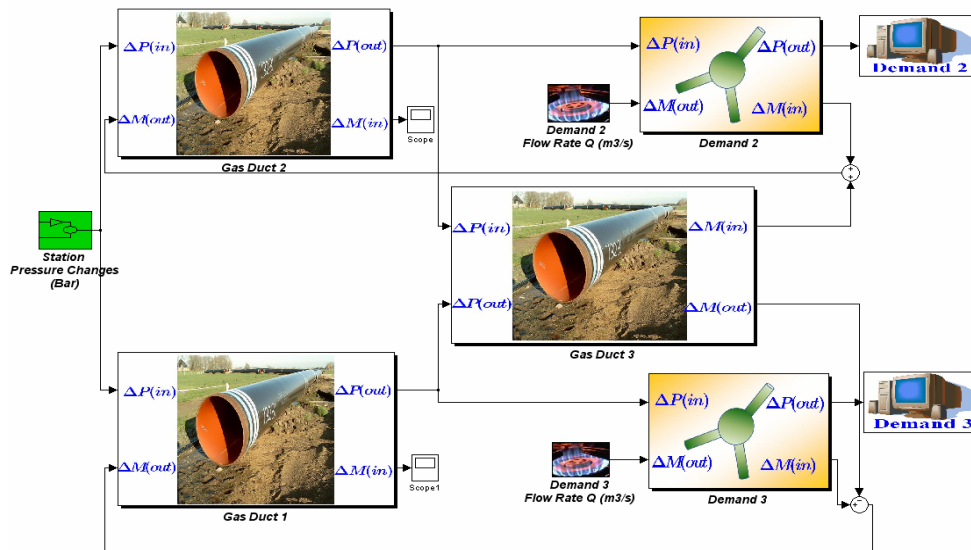 ΔP(in)
ΔP(out)
ΔM(out)
ΔM(in)
Gas Duct 2
Scope
Demand 2
Flow Rate Q (m3/s)
ΔP(in)
ΔP(out)
ΔM(out)
ΔM(in)
Demand 2
Demand 2
+
+
Station
Pressure Changes
(Bar)
ΔP(in)
ΔM(in)
ΔP(out)
ΔM(out)
Gas Duct 3
ΔP(in)
ΔP(out)
ΔM(out)
ΔM(in)
Gas Duct 1
Scope1
Demand 3
Flow Rate Q (m3/s)
ΔP(in)
ΔP(out)
ΔM(out)
ΔM(in)
Demand 3
Demand 3
+
-